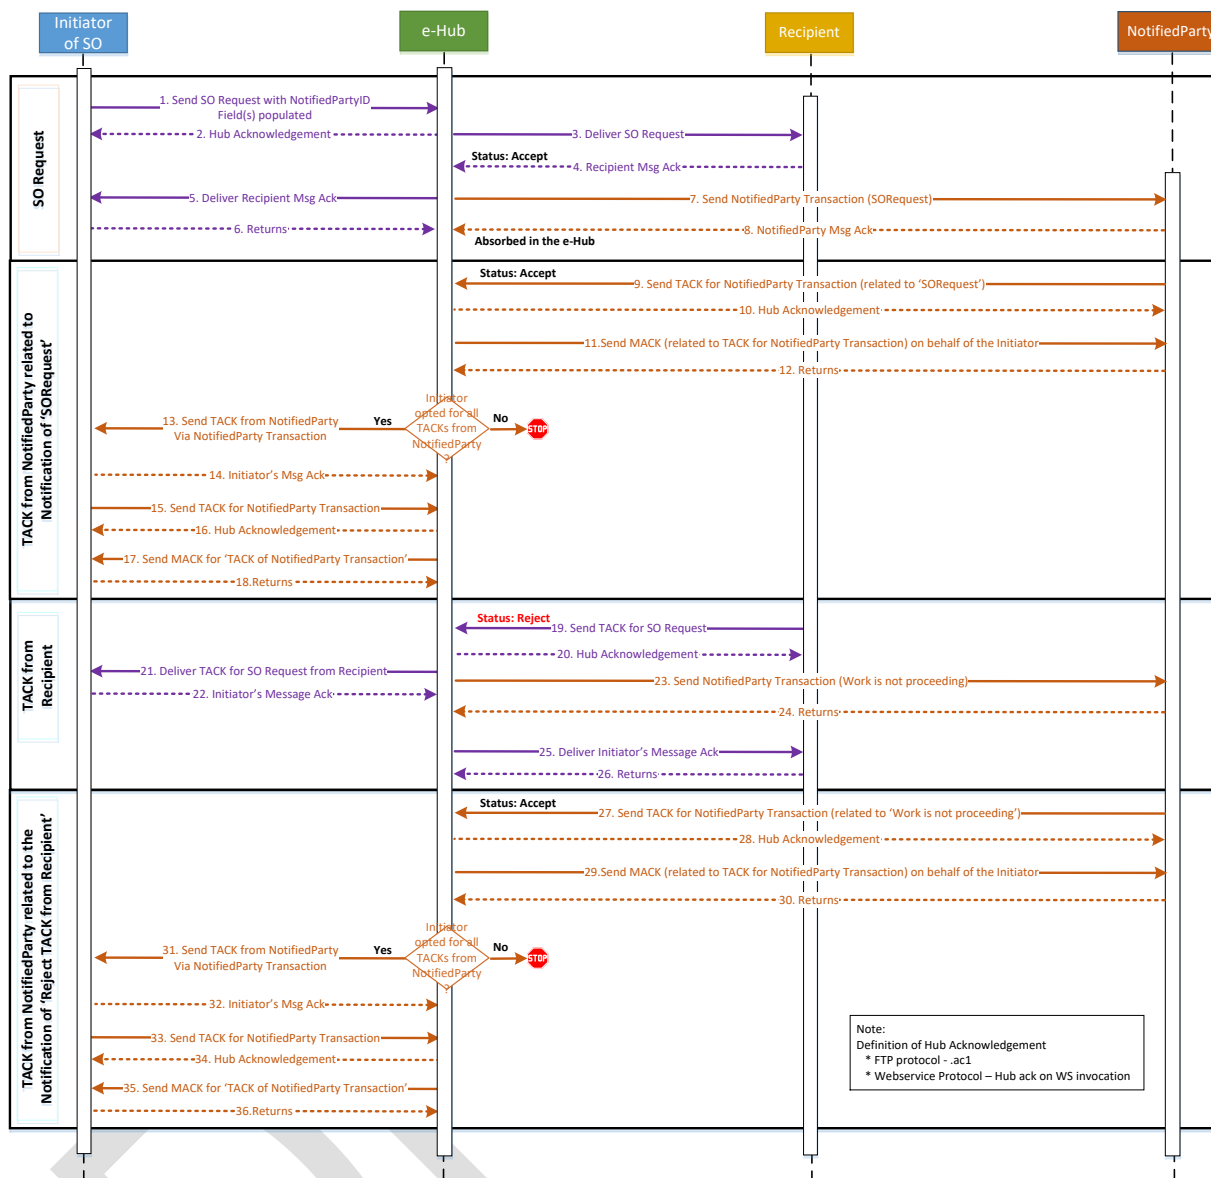 Initiator
of SO
e-Hub
Recipient
NotifiedParty
SO Request
1. Send SO Request with NotifiedPartyID
Field(s) populated
2. Hub Acknowledgement
3. Deliver SO Request
Status: Accept
4. Recipient Msg Ack
5. Deliver Recipient Msg Ack
7. Send NotifiedParty Transaction (SORequest)
6. Returns
8. NotifiedParty Msg Ack
Absorbed in the e-Hub
TACK from NotifiedParty related to
Notification of ‘SORequest’
Status: Accept
9. Send TACK for NotifiedParty Transaction (related to ‘SORequest’)
10. Hub Acknowledgement
11.Send MACK (related to TACK for NotifiedParty Transaction) on behalf of the Initiator
12. Returns
13. Send TACK from NotifiedParty
Via NotifiedParty Transaction
Yes
Initiator
opted for all
TACKs from
NotifiedParty
?
No
STOP
14. Initiator’s Msg Ack
15. Send TACK for NotifiedParty Transaction
16. Hub Acknowledgement
17. Send MACK for ‘TACK of NotifiedParty Transaction’
18.Returns
TACK from
Recipient
Status: Reject
19. Send TACK for SO Request
20. Hub Acknowledgement
21. Deliver TACK for SO Request from Recipient
23. Send NotifiedParty Transaction (Work is not proceeding)
22. Initiator’s Message Ack
24. Returns
25. Deliver Initiator’s Message Ack
26. Returns
TACK from NotifiedParty related to the
Notification of ‘Reject TACK from Recipient’
Status: Accept
27. Send TACK for NotifiedParty Transaction (related to ‘Work is not proceeding’)
28. Hub Acknowledgement
29.Send MACK (related to TACK for NotifiedParty Transaction) on behalf of the Initiator
30. Returns
31. Send TACK from NotifiedParty
Via NotifiedParty Transaction
Yes
Initiator
opted for all
TACKs from
NotifiedParty
?
No
STOP
32. Initiator’s Msg Ack
33. Send TACK for NotifiedParty Transaction
34. Hub Acknowledgement
35. Send MACK for ‘TACK of NotifiedParty Transaction’
36.Returns
Note:
Definition of Hub Acknowledgement
* FTP protocol - .ac1
* Webservice Protocol – Hub ack on WS invocation